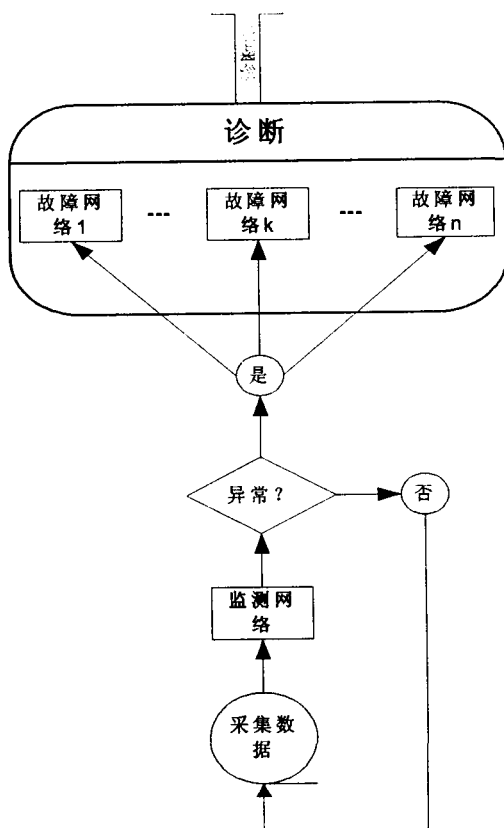 诊断
故障网
络1
---
故障网
络k
---
故障网
络n
是
异常?
否
监测网
络
采集数
据